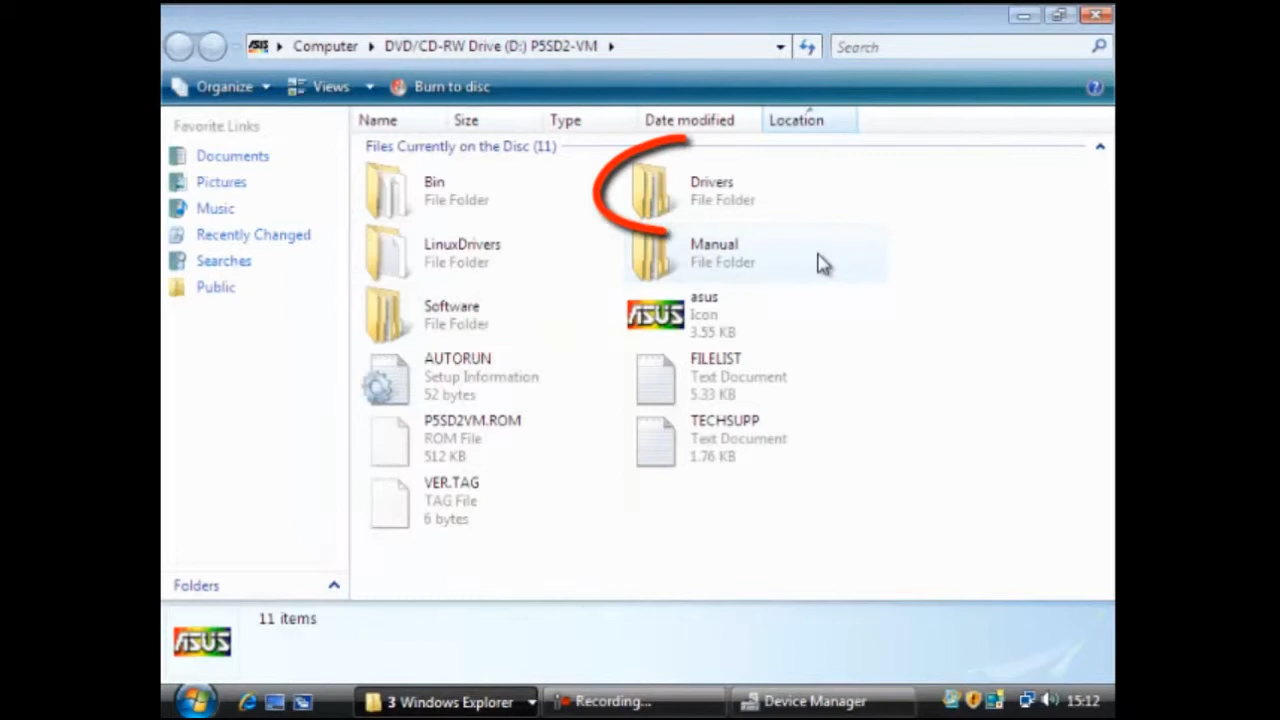 ASUS Computer DVD/CD-RW Drive (D:) P5SD2-VM Search
Organize Views Burn to disc
Favorite Links
Documents
Pictures
Music
Recently Changed
Searches
Public
Folders
Name Size Type Date modified Location
Files Currently on the Disc (11)
Bin
File Folder
Drivers
File Folder
LinuxDrivers
File Folder
Manual
File Folder
Software
File Folder
ASUS
asus
Icon
3.55 KB
AUTORUN
Setup Information
52 bytes
FILELIST
Text Document
5.33 KB
P5SD2VM.ROM
ROM File
512 KB
TECHSUPP
Text Document
1.76 KB
VER.TAG
TAG File
6 bytes
ASUS
11 items
3 Windows Explorer Recording... Device Manager 15:12